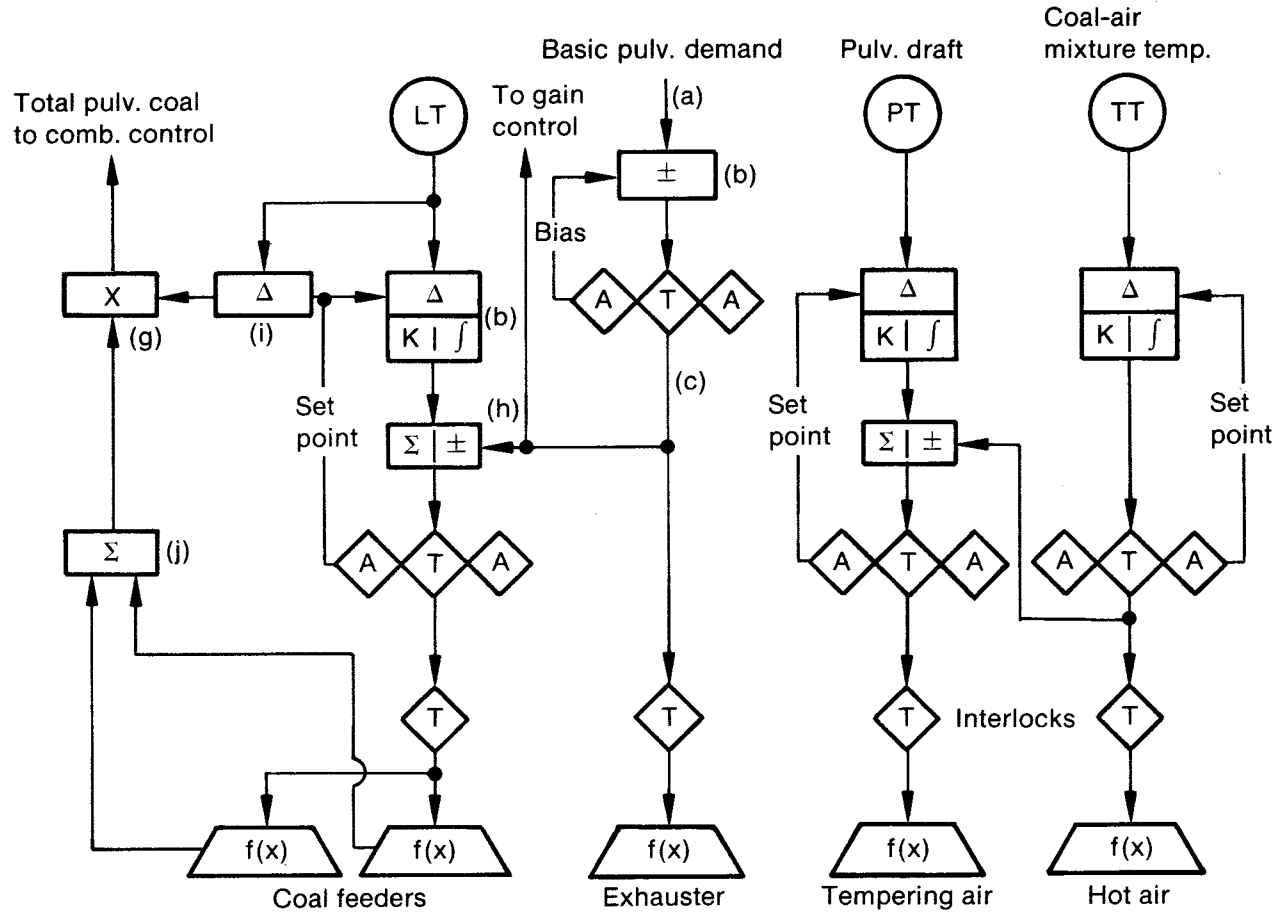 Coal-air
mixture temp.
Basic pulv. demand
Pulv. draft
Total pulv. coal
to comb. control
To gain
control
(a)
LT
PT
TT
±
(b)
Bias
X
Δ
Δ
A
T
A
Δ
Δ
(g)
(i)
K | ∫
(b)
K | ∫
K | ∫
(c)
Set
point
(h)
Σ | ±
Set
point
Σ | ±
Set
point
Σ
(j)
A
T
A
A
T
A
A
T
A
T
T
T
Interlocks
T
f(x)
f(x)
f(x)
f(x)
f(x)
Coal feeders
Exhauster
Tempering air
Hot air